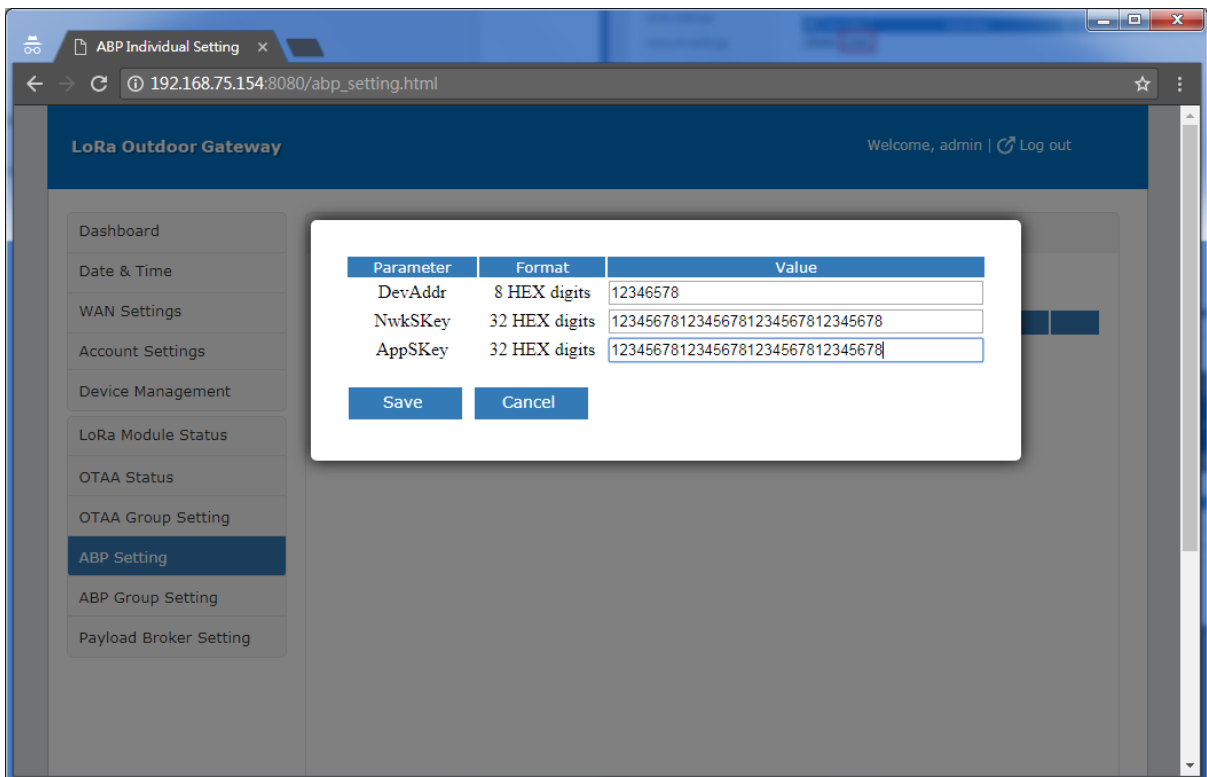 ABP Individual Setting
192.168.75.154:8080/abp_setting.html
LoRa Outdoor Gateway
Welcome, admin | Log out
Dashboard
Date & Time
WAN Settings
Account Settings
Device Management
LoRa Module Status
OTAA Status
OTAA Group Setting
ABP Setting
ABP Group Setting
Payload Broker Setting
Parameter Format Value
DevAddr 8 HEX digits 12346578
NwkSKey 32 HEX digits 12345678123456781234567812345678
AppSKey 32 HEX digits 12345678123456781234567812345678
Save Cancel